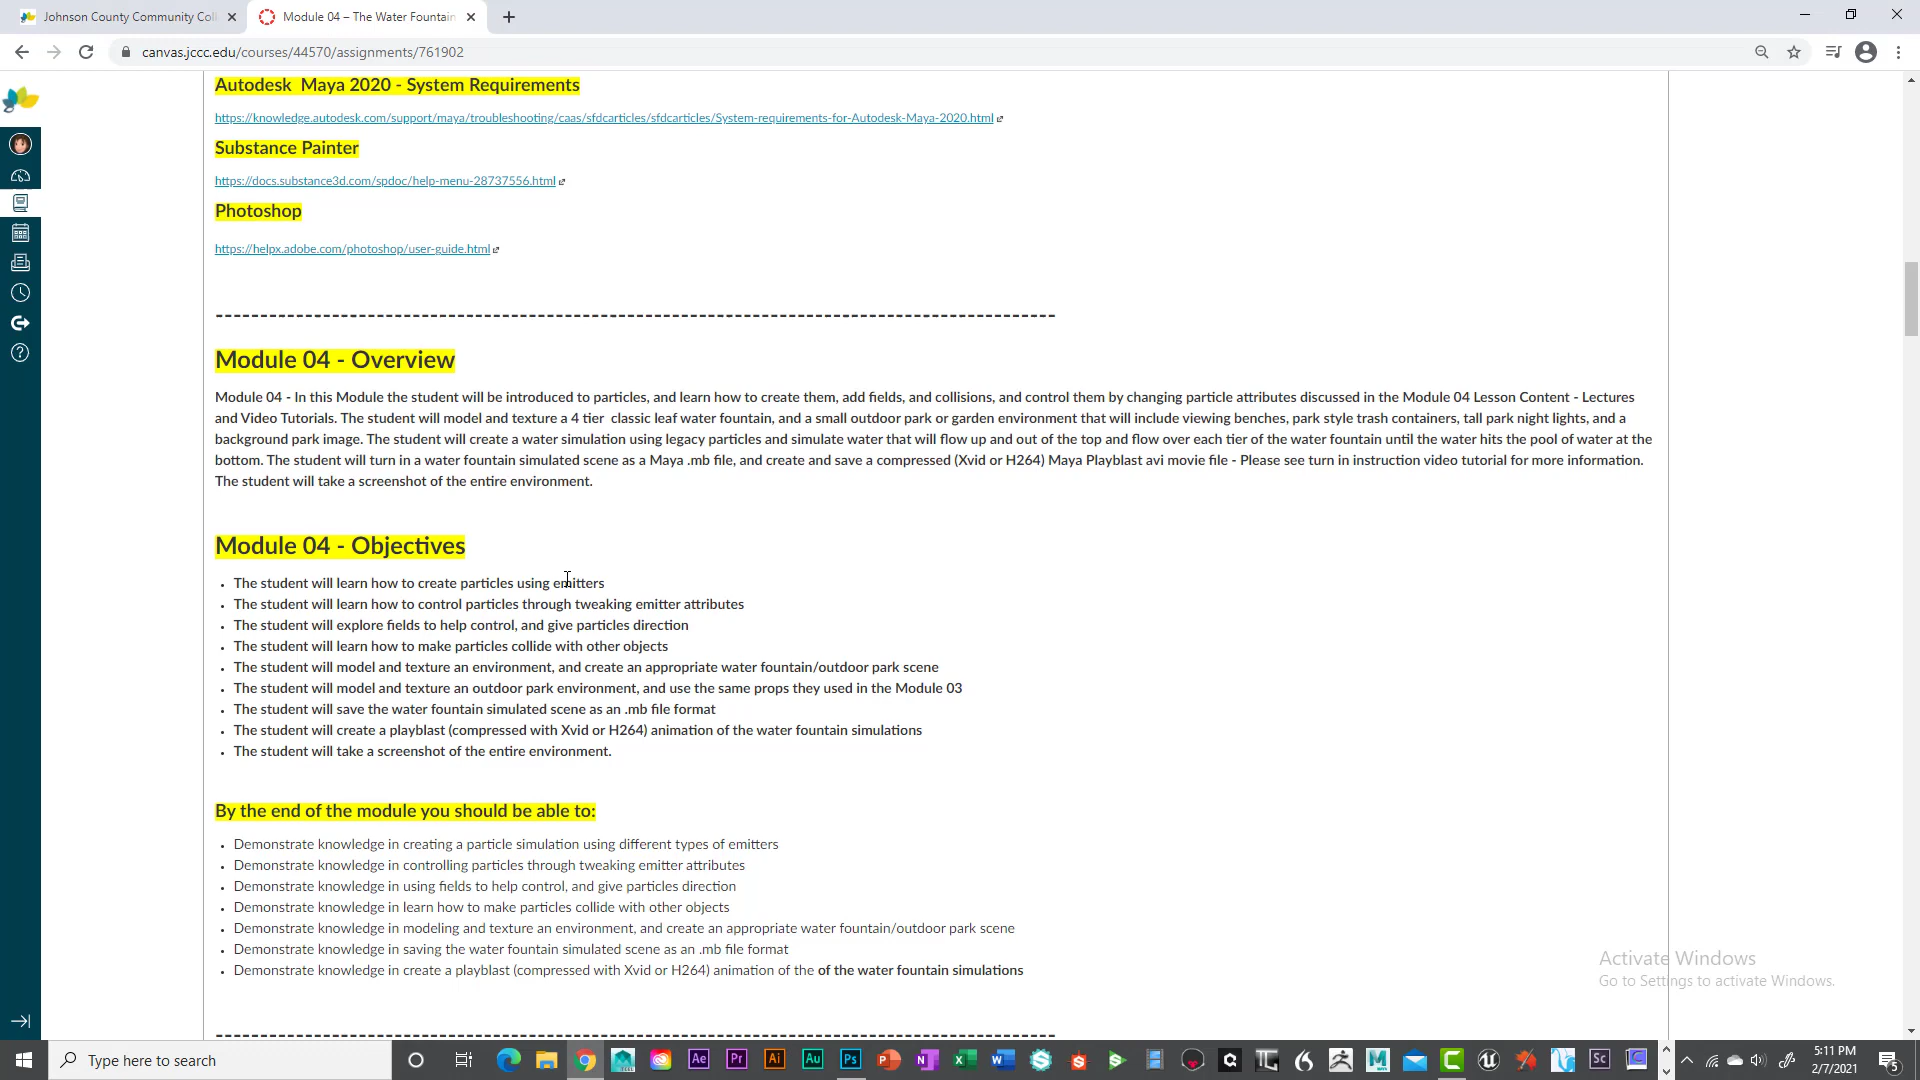 Johnson County Community Coll
Module 04 – The Water Fountain
canvas.jccc.edu/courses/44570/assignments/761902
Autodesk  Maya 2020 - System Requirements
https://knowledge.autodesk.com/support/maya/troubleshooting/caas/sfdcarticles/sfdcarticles/System-requirements-for-Autodesk-Maya-2020.html
Substance Painter
https://docs.substance3d.com/spdoc/help-menu-28737556.html
Photoshop
https://helpx.adobe.com/photoshop/user-guide.html
Module 04 - Overview
Module 04 - In this Module the student will be introduced to particles, and learn how to create them, add fields, and collisions, and control them by changing particle attributes discussed in the Module 04 Lesson Content - Lectures
and Video Tutorials. The student will model and texture a 4 tier  classic leaf water fountain, and a small outdoor park or garden environment that will include viewing benches, park style trash containers, tall park night lights, and a
background park image. The student will create a water simulation using legacy particles and simulate water that will flow up and out of the top and flow over each tier of the water fountain until the water hits the pool of water at the
bottom. The student will turn in a water fountain simulated scene as a Maya .mb file, and create and save a compressed (Xvid or H264) Maya Playblast avi movie file - Please see turn in instruction video tutorial for more information.
The student will take a screenshot of the entire environment.
Module 04 - Objectives
• The student will learn how to create particles using emitters
• The student will learn how to control particles through tweaking emitter attributes
• The student will explore fields to help control, and give particles direction
• The student will learn how to make particles collide with other objects
• The student will model and texture an environment, and create an appropriate water fountain/outdoor park scene
• The student will model and texture an outdoor park environment, and use the same props they used in the Module 03
• The student will save the water fountain simulated scene as an .mb file format
• The student will create a playblast (compressed with Xvid or H264) animation of the water fountain simulations
• The student will take a screenshot of the entire environment.
By the end of the module you should be able to:
• Demonstrate knowledge in creating a particle simulation using different types of emitters
• Demonstrate knowledge in controlling particles through tweaking emitter attributes
• Demonstrate knowledge in using fields to help control, and give particles direction
• Demonstrate knowledge in learn how to make particles collide with other objects
• Demonstrate knowledge in modeling and texture an environment, and create an appropriate water fountain/outdoor park scene
• Demonstrate knowledge in saving the water fountain simulated scene as an .mb file format
• Demonstrate knowledge in create a playblast (compressed with Xvid or H264) animation of the of the water fountain simulations
Activate Windows
Go to Settings to activate Windows.
Type here to search
Ae
Pr
Ai
Au
Ps
Sc
5:11 PM
2/7/2021
5